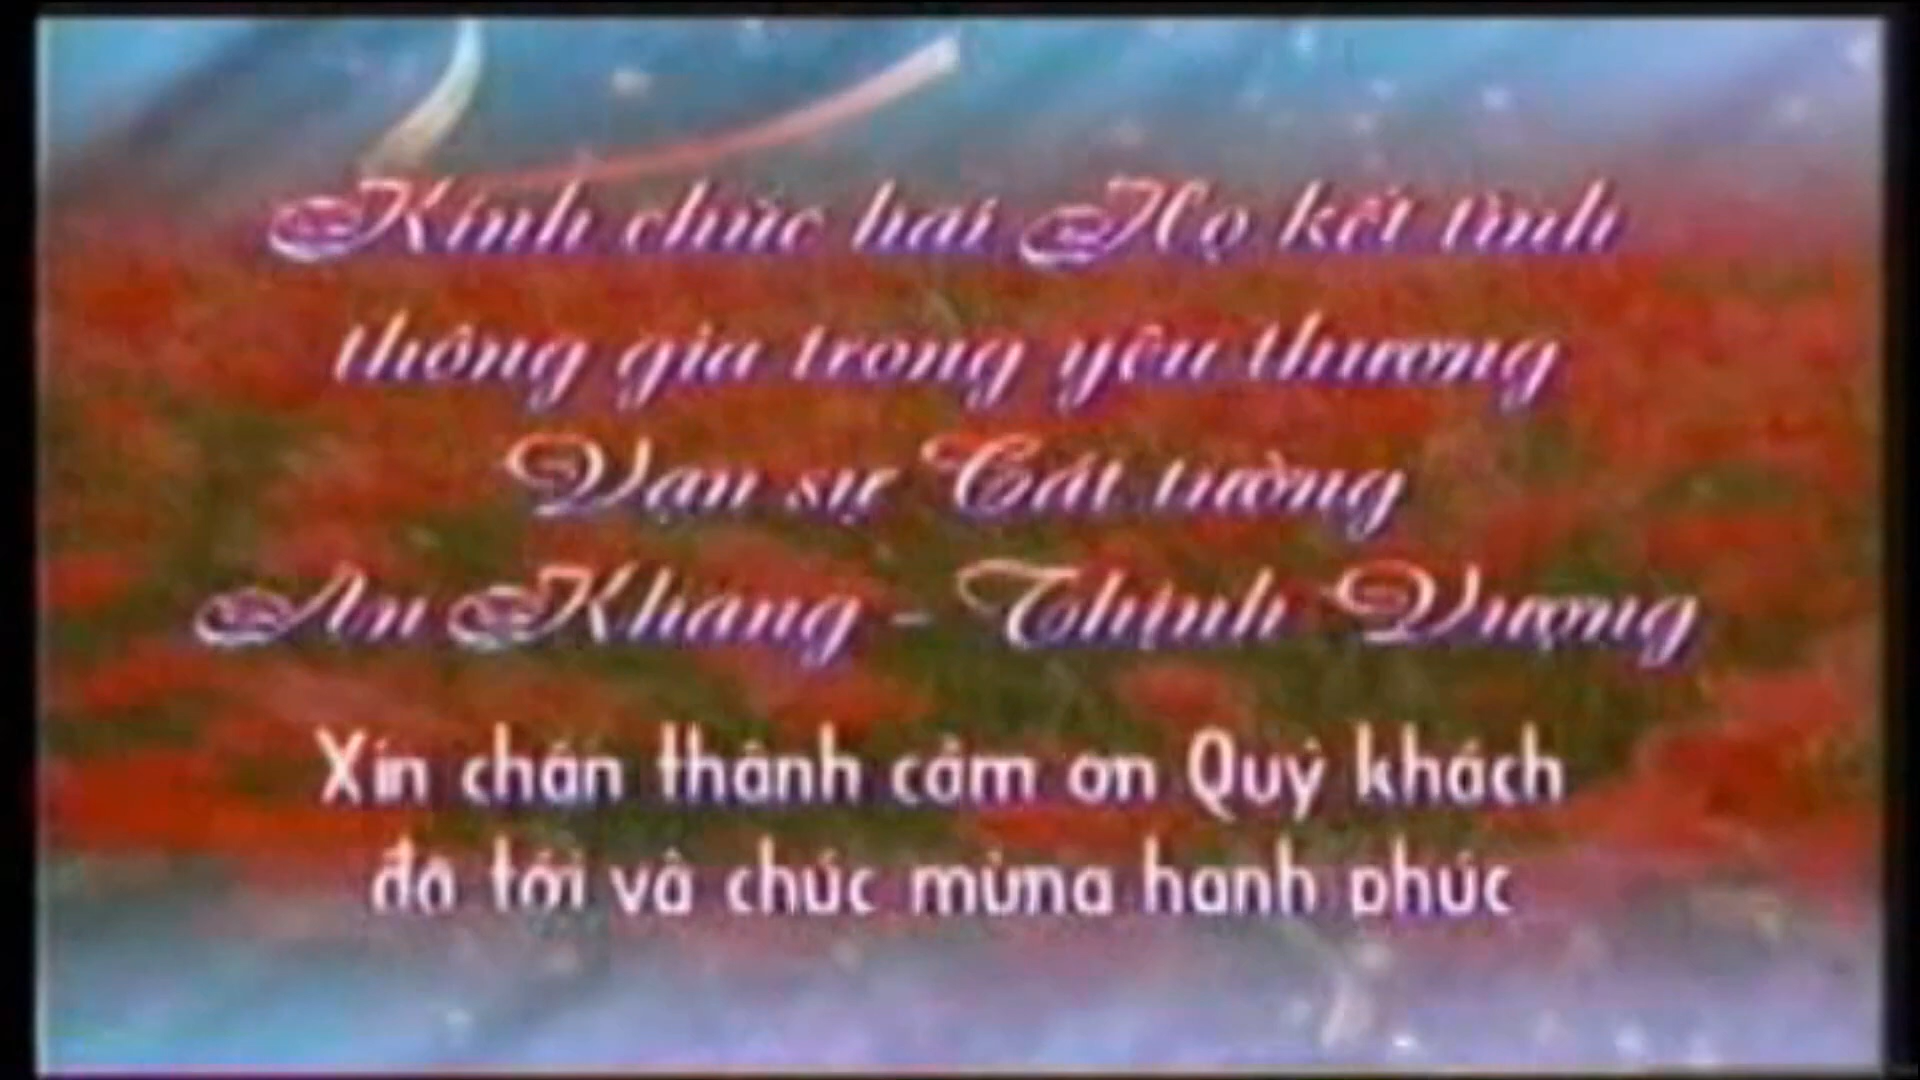 Kính chúc hai Họ kết tình
thông gia trong yêu thương
Vạn sự Cát tường
An Khang - Thịnh Vượng
Xin chân thành cảm ơn Quý khách
đã tới và chúc mừng hạnh phúc